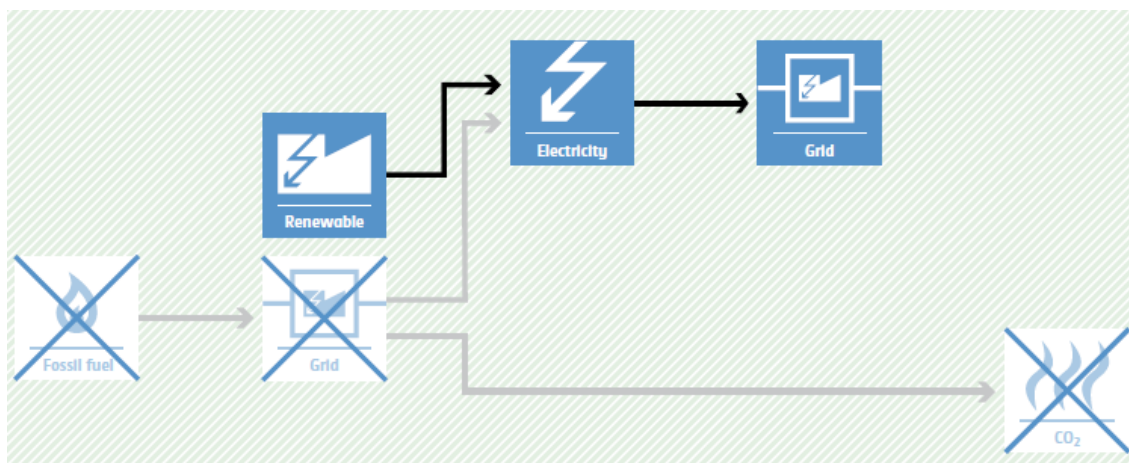 Electricity
Grid
Renewable
Fossil fuel
Grid
CO₂